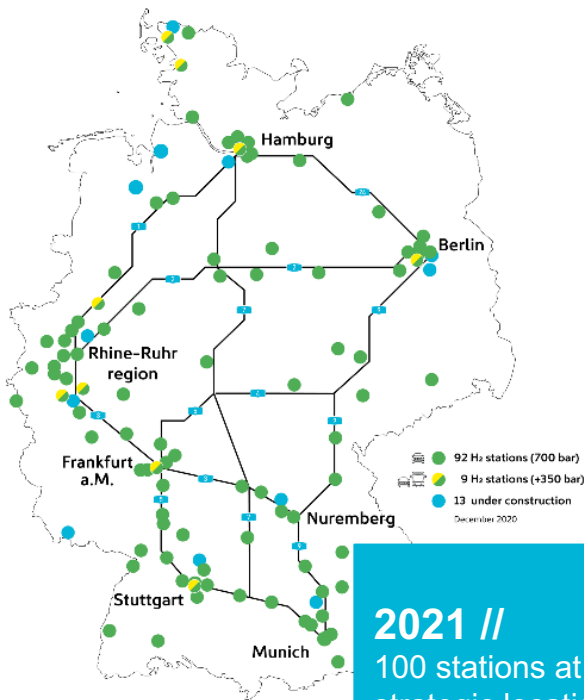 Hamburg
Berlin
Rhine-Ruhr
region
Frankfurt
a.M.
Nuremberg
Stuttgart
Munich
92 H₂ stations (700 bar)
9 H₂ stations (+350 bar)
13 under construction
December 2020
2021 //
100 stations at